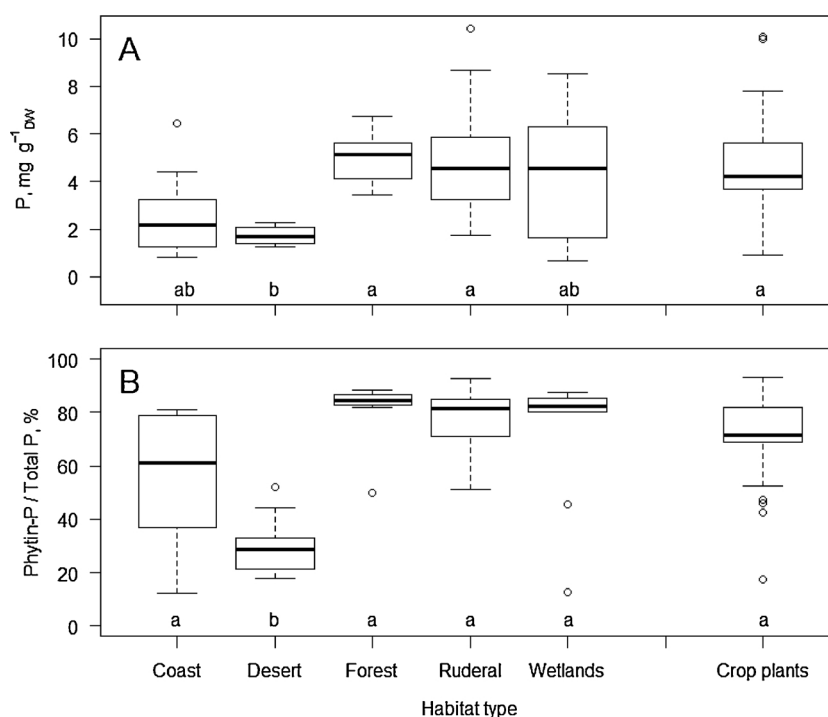 A
P, mg g⁻¹DW
10
8
6
4
2
0
ab b a a ab a
B
Phytin-P / Total P, %
100
80
60
40
20
0
a b a a a a
Coast Desert Forest Ruderal Wetlands Crop plants
Habitat type